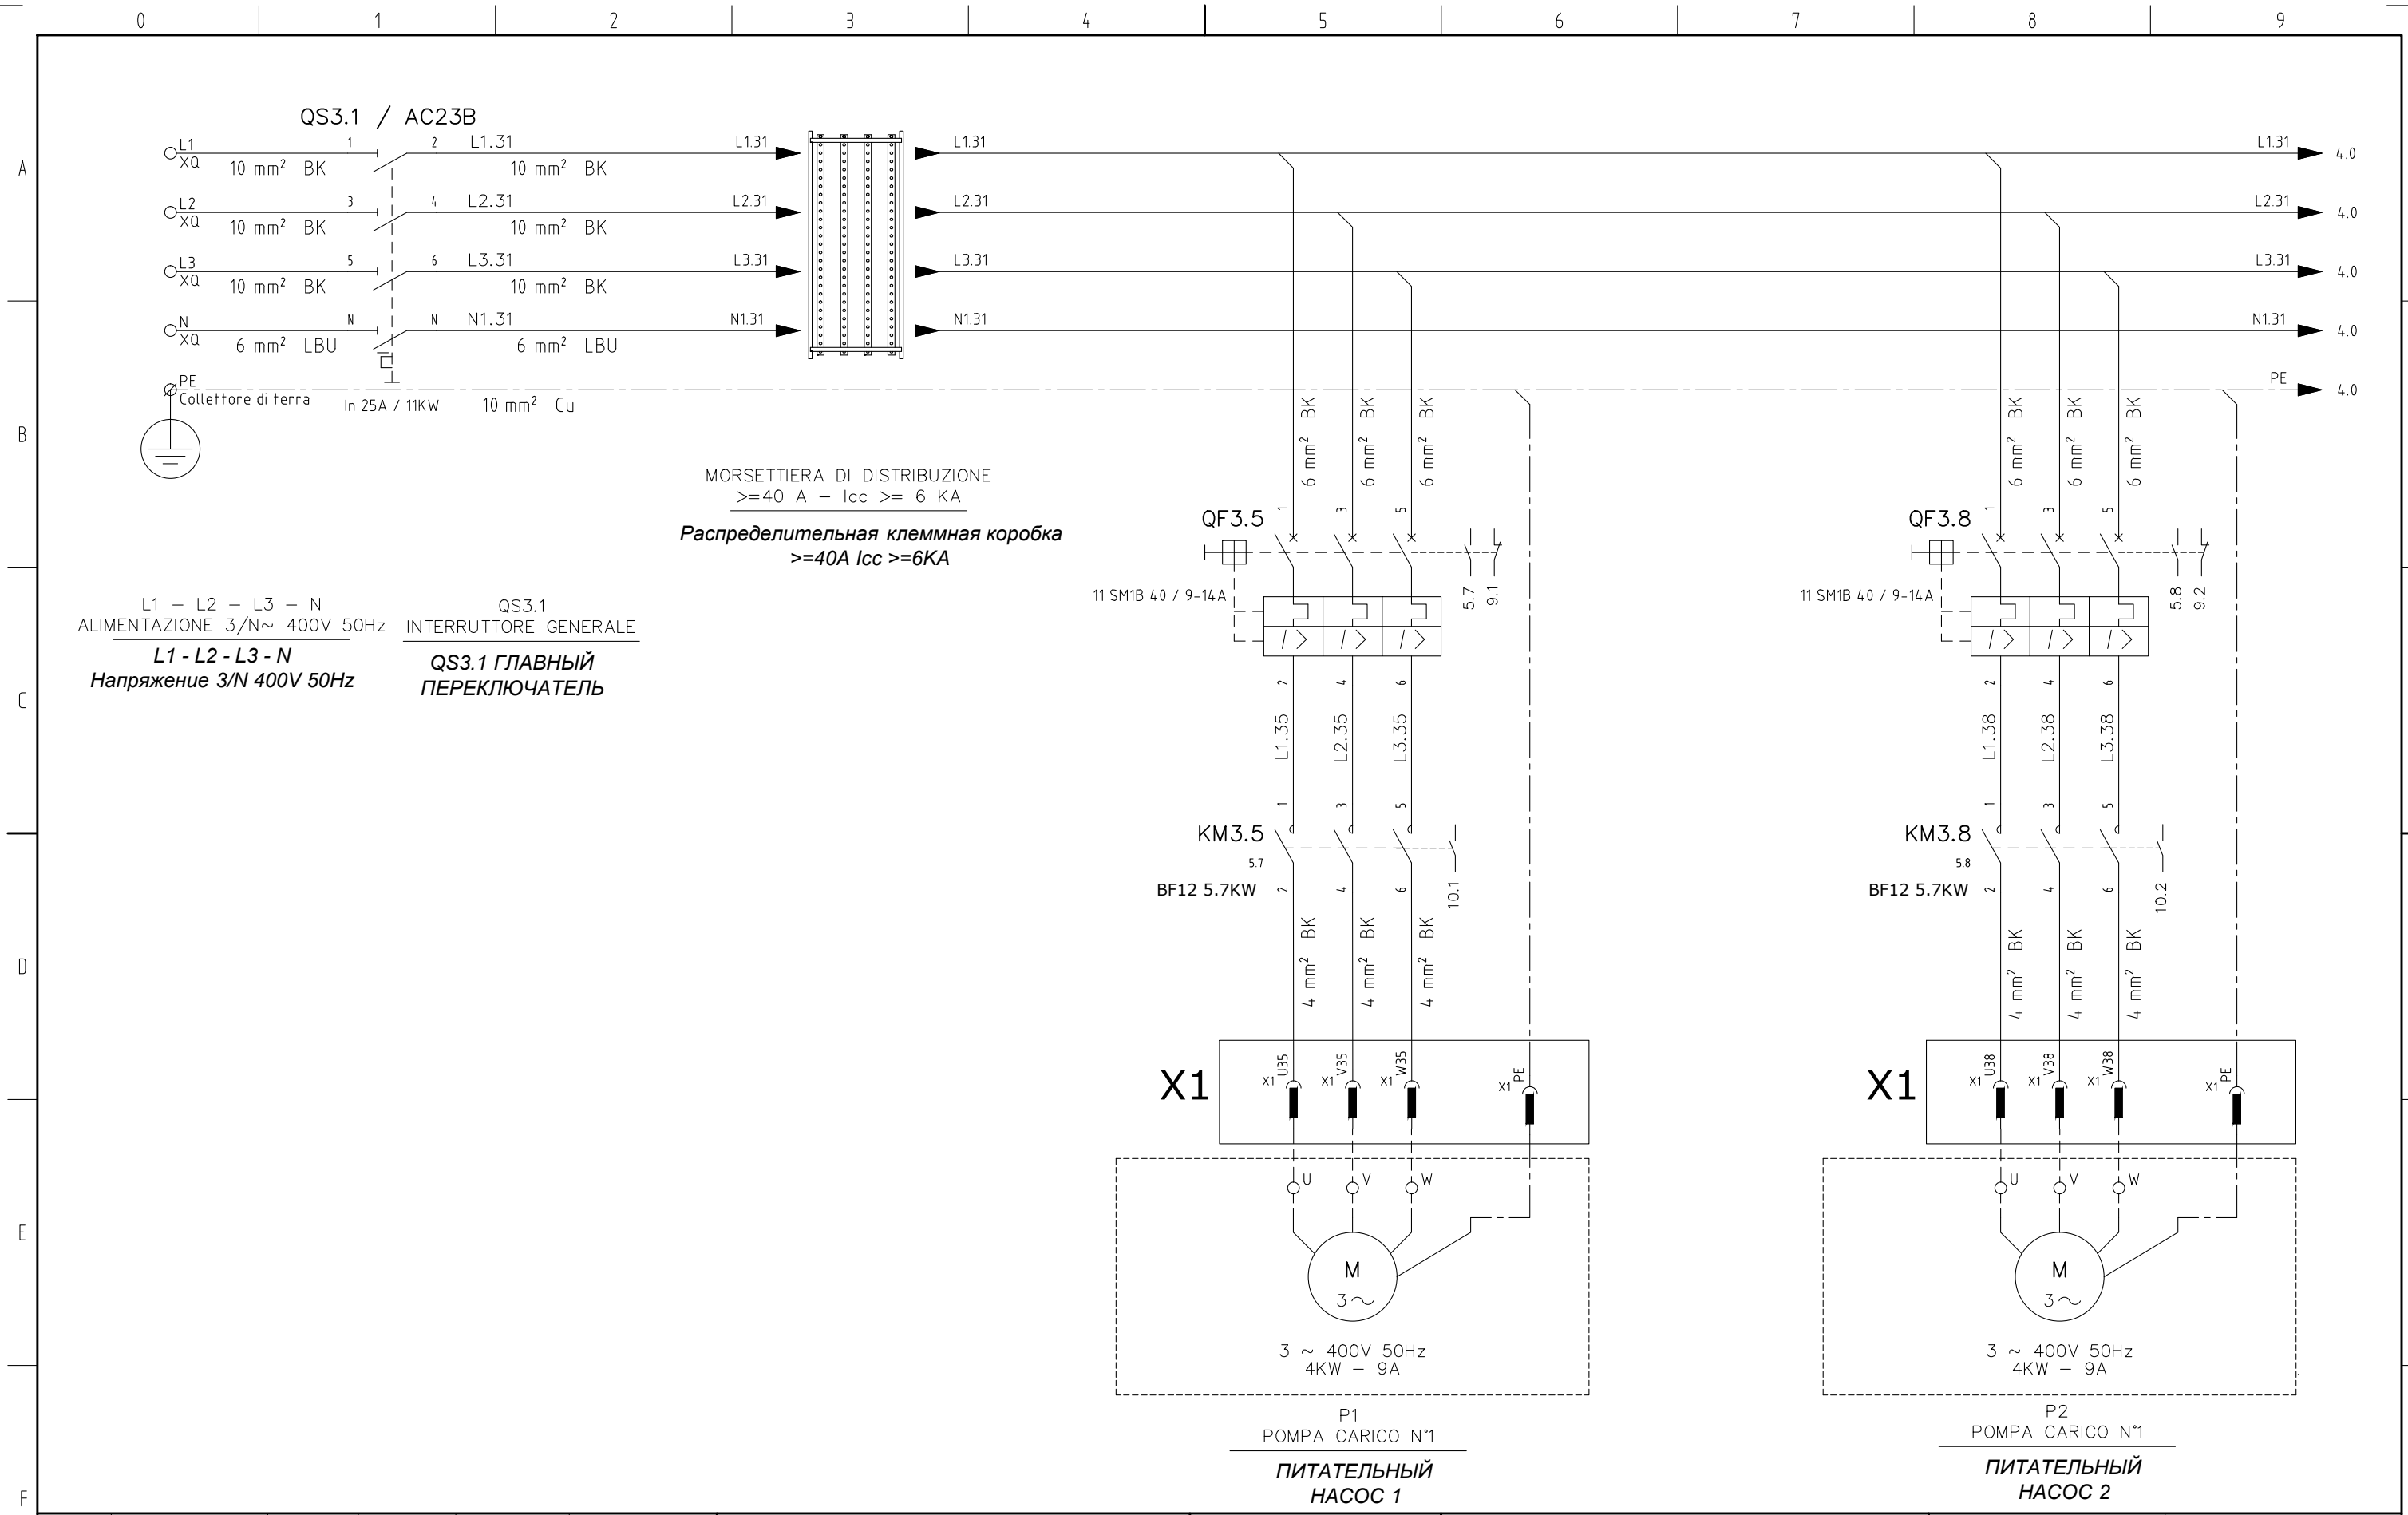 0 1 2 3 4 5 6 7 8 9
A
B
C
D
E
F
QS3.1 / AC23B
L1 1 2 L1.31 L1.31 L1.31 L1.31 4.0
XQ 10 mm² BK 10 mm² BK
L2 3 4 L2.31 L2.31 L2.31 L2.31 4.0
XQ 10 mm² BK 10 mm² BK
L3 5 6 L3.31 L3.31 L3.31 L3.31 4.0
XQ 10 mm² BK 10 mm² BK
N N N N1.31 N1.31 N1.31 N1.31 4.0
XQ 6 mm² LBU 6 mm² LBU
PE PE 4.0
Collettore di terra In 25A / 11KW 10 mm² Cu
MORSETTIERA DI DISTRIBUZIONE
>=40 A - Icc >= 6 KA
Распределительная клеммная коробка
>=40A Icc >=6KA
L1 - L2 - L3 - N
ALIMENTAZIONE 3/N~ 400V 50Hz
L1 - L2 - L3 - N
Напряжение 3/N 400V 50Hz
QS3.1
INTERRUTTORE GENERALE
QS3.1 ГЛАВНЫЙ
ПЕРЕКЛЮЧАТЕЛЬ
6 mm² BK
6 mm² BK
6 mm² BK
QF3.5
1 3 5
11 SM1B 40 / 9-14A
5.7
9.1
2 4 6
L1.35
L2.35
L3.35
1 3 5
KM3.5
5.7
BF12 5.7KW
2 4 6
10.1
4 mm² BK
4 mm² BK
4 mm² BK
X1
X1 U35
X1 V35
X1 W35
X1 PE
U V W
M
3~
3 ~ 400V 50Hz
4KW - 9A
P1
POMPA CARICO N°1
ПИТАТЕЛЬНЫЙ
НАСОС 1
6 mm² BK
6 mm² BK
6 mm² BK
QF3.8
1 3 5
11 SM1B 40 / 9-14A
5.8
9.2
2 4 6
L1.38
L2.38
L3.38
1 3 5
KM3.8
5.8
BF12 5.7KW
2 4 6
10.2
4 mm² BK
4 mm² BK
4 mm² BK
X1
X1 U38
X1 V38
X1 W38
X1 PE
U V W
M
3~
3 ~ 400V 50Hz
4KW - 9A
P2
POMPA CARICO N°1
ПИТАТЕЛЬНЫЙ
НАСОС 2